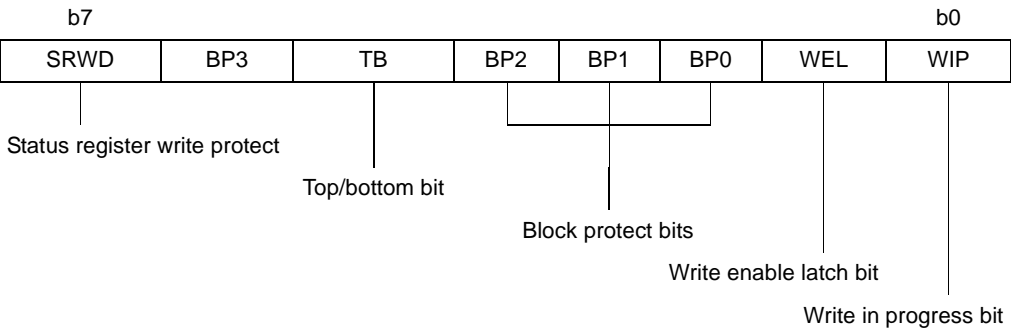 b7 b0
SRWD BP3 TB BP2 BP1 BP0 WEL WIP
Status register write protect
Top/bottom bit
Block protect bits
Write enable latch bit
Write in progress bit